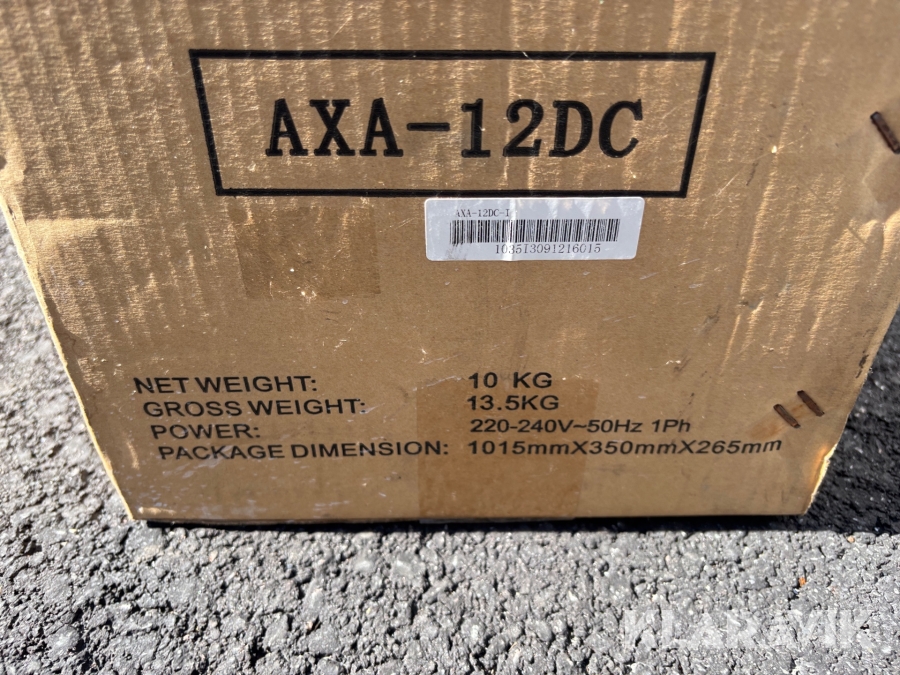 AXA-12DC
AXA-12DC-I
1035I3091216015
NET WEIGHT: 10 KG
GROSS WEIGHT: 13.5KG
POWER: 220-240V~50Hz 1Ph
PACKAGE DIMENSION: 1015mmX350mmX265mm
KLARAVIK